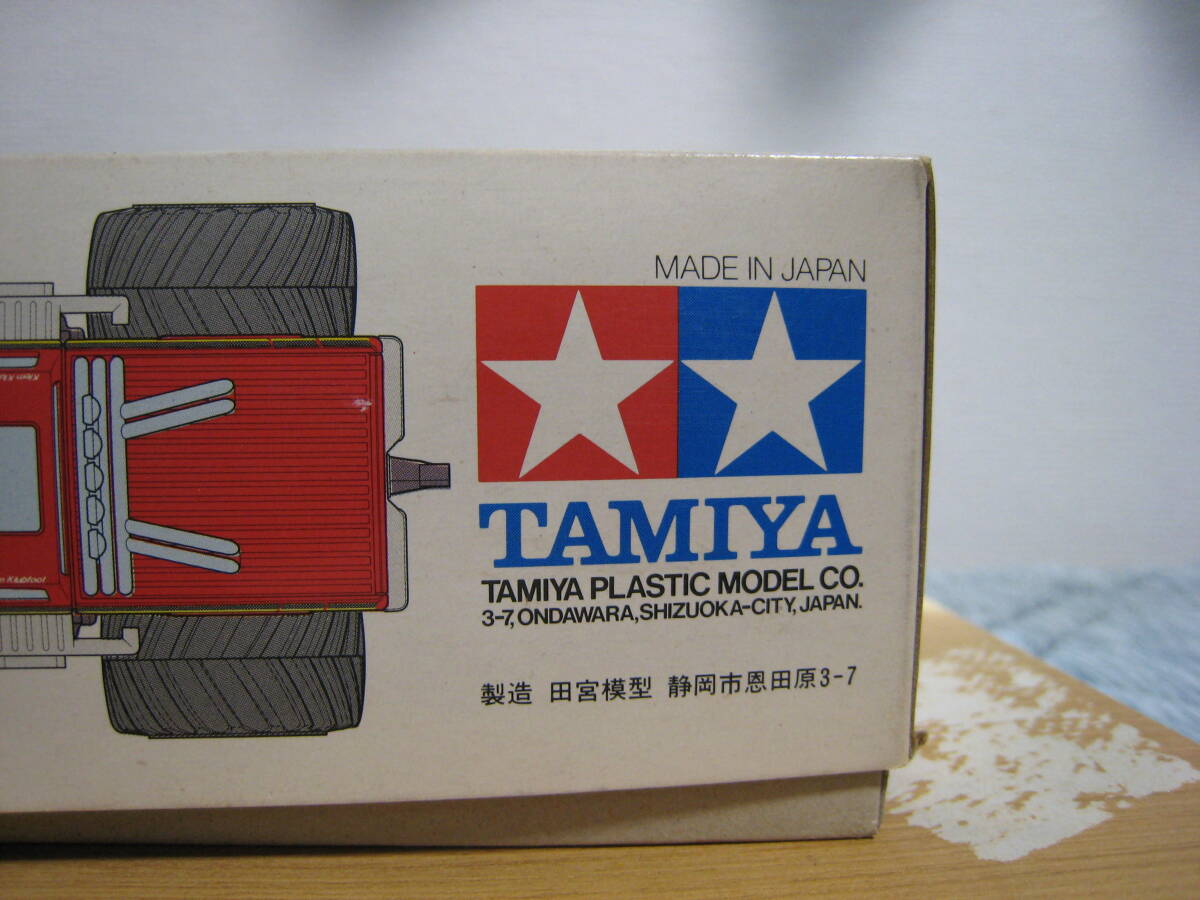 MADE IN JAPAN
TAMIYA
TAMIYA PLASTIC MODEL CO.
3-7, ONDAWARA, SHIZUOKA-CITY, JAPAN.
製造 田宮模型 静岡市恩田原3-7
Klubfoot